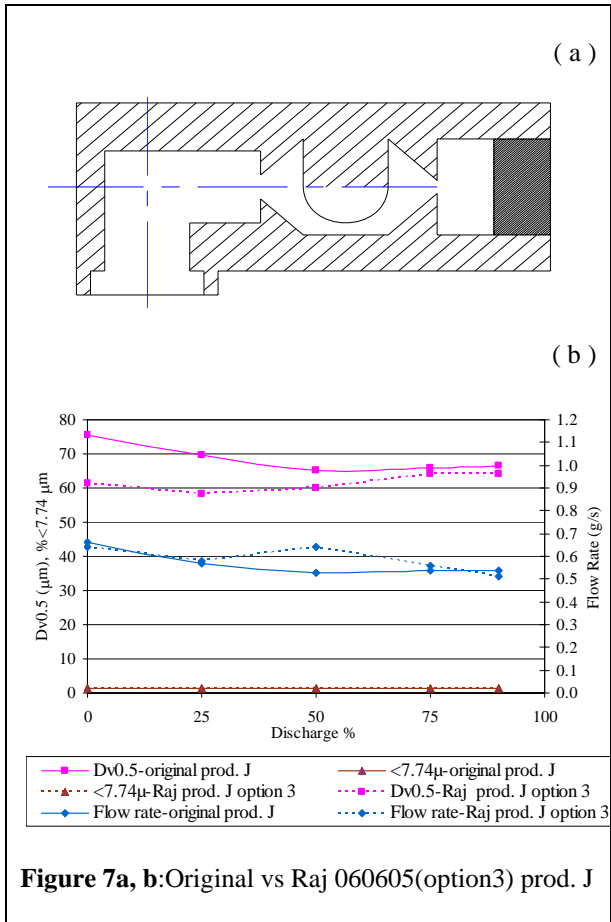 ( a )
( b )
80
70
60
50
40
30
20
10
0
Dv0.5 (µm), %<7.74 µm
1.2
1.1
1.0
0.9
0.8
0.7
0.6
0.5
0.4
0.3
0.2
0.1
0.0
Flow Rate (g/s)
0 25 50 75 100
Discharge %
Dv0.5-original prod. J <7.74µ-original prod. J
<7.74µ-Raj prod. J option 3 Dv0.5-Raj prod. J option 3
Flow rate-original prod. J Flow rate-Raj prod. J option 3
Figure 7a, b:Original vs Raj 060605(option3) prod. J